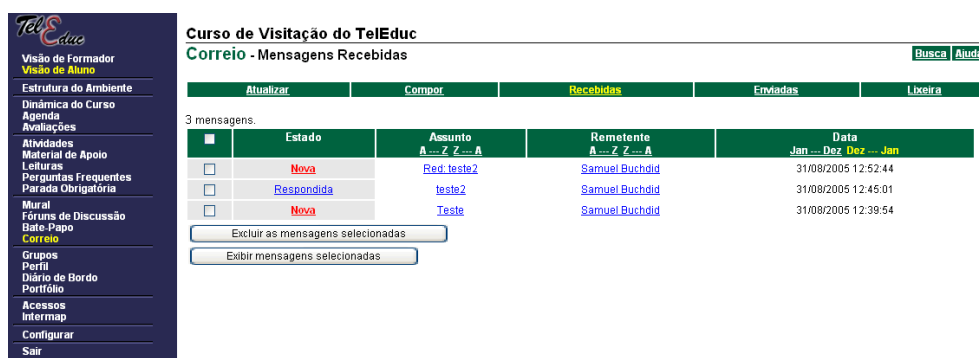 TelEduc
Visão de Formador
Visão de Aluno
Estrutura do Ambiente
Dinâmica do Curso
Agenda
Avaliações
Atividades
Material de Apoio
Leituras
Perguntas Frequentes
Parada Obrigatória
Mural
Fóruns de Discussão
Bate-Papo
Correio
Grupos
Perfil
Diário de Bordo
Portfólio
Acessos
Intermap
Configurar
Sair
Curso de Visitação do TelEduc
Correio - Mensagens Recebidas
Busca Ajuda
Atualizar Compor Recebidas Enviadas Lixeira
3 mensagens.
Estado Assunto Remetente Data
A --- Z Z --- A A --- Z Z --- A Jan --- Dez Dez --- Jan
Nova Red: teste2 Samuel Buchdid 31/08/2005 12:52:44
Respondida teste2 Samuel Buchdid 31/08/2005 12:45:01
Nova Teste Samuel Buchdid 31/08/2005 12:39:54
Excluir as mensagens selecionadas
Exibir mensagens selecionadas